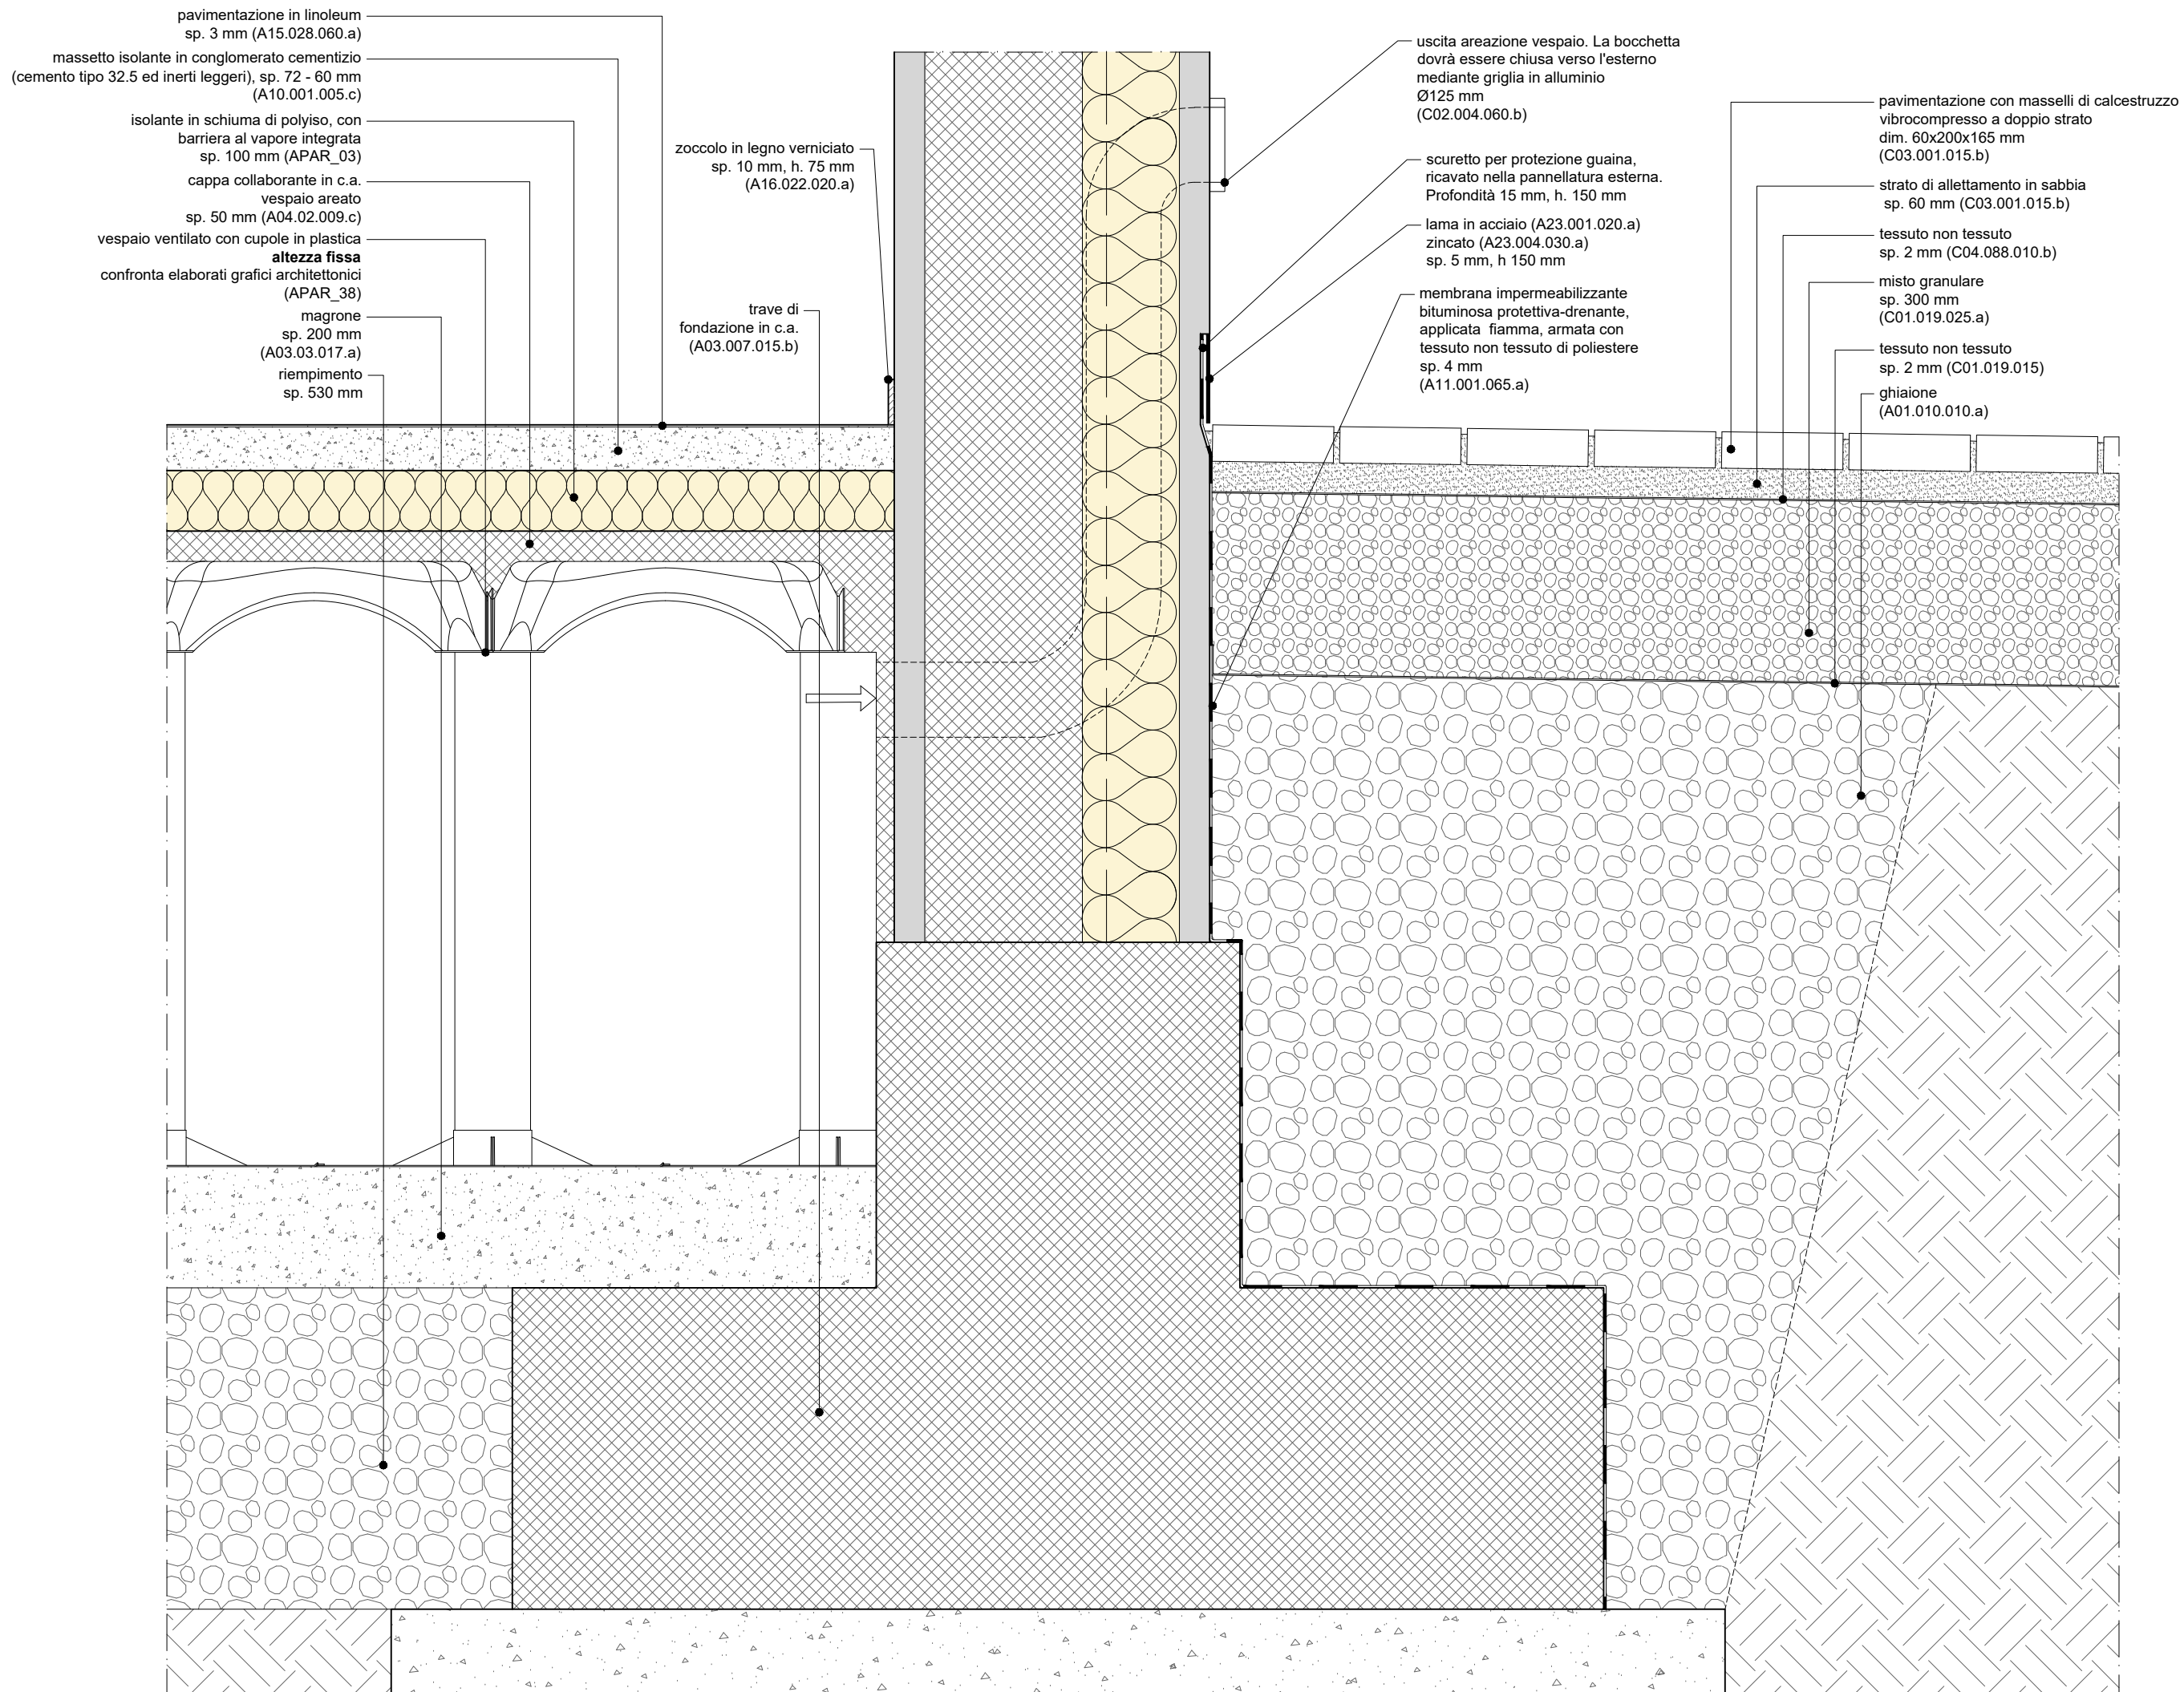 pavimentazione in linoleum
sp. 3 mm (A15.028.060.a)
massetto isolante in conglomerato cementizio
(cemento tipo 32.5 ed inerti leggeri), sp. 72 - 60 mm
(A10.001.005.c)
isolante in schiuma di polyiso, con
barriera al vapore integrata
sp. 100 mm (APAR_03)
cappa collaborante in c.a.
vespaio areato
sp. 50 mm (A04.02.009.c)
vespaio ventilato con cupole in plastica
altezza fissa
confronta elaborati grafici architettonici
(APAR_38)
magrone
sp. 200 mm
(A03.03.017.a)
riempimento
sp. 530 mm
zoccolo in legno verniciato
sp. 10 mm, h. 75 mm
(A16.022.020.a)
trave di
fondazione in c.a.
(A03.007.015.b)
uscita areazione vespaio. La bocchetta
dovrà essere chiusa verso l'esterno
mediante griglia in alluminio
Ø125 mm
(C02.004.060.b)
scuretto per protezione guaina,
ricavato nella pannellatura esterna.
Profondità 15 mm, h. 150 mm
lama in acciaio (A23.001.020.a)
zincato (A23.004.030.a)
sp. 5 mm, h 150 mm
membrana impermeabilizzante
bituminosa protettiva-drenante,
applicata fiamma, armata con
tessuto non tessuto di poliestere
sp. 4 mm
(A11.001.065.a)
pavimentazione con masselli di calcestruzzo
vibrocompresso a doppio strato
dim. 60x200x165 mm
(C03.001.015.b)
strato di allettamento in sabbia
sp. 60 mm (C03.001.015.b)
tessuto non tessuto
sp. 2 mm (C04.088.010.b)
misto granulare
sp. 300 mm
(C01.019.025.a)
tessuto non tessuto
sp. 2 mm (C01.019.015)
ghiaione
(A01.010.010.a)